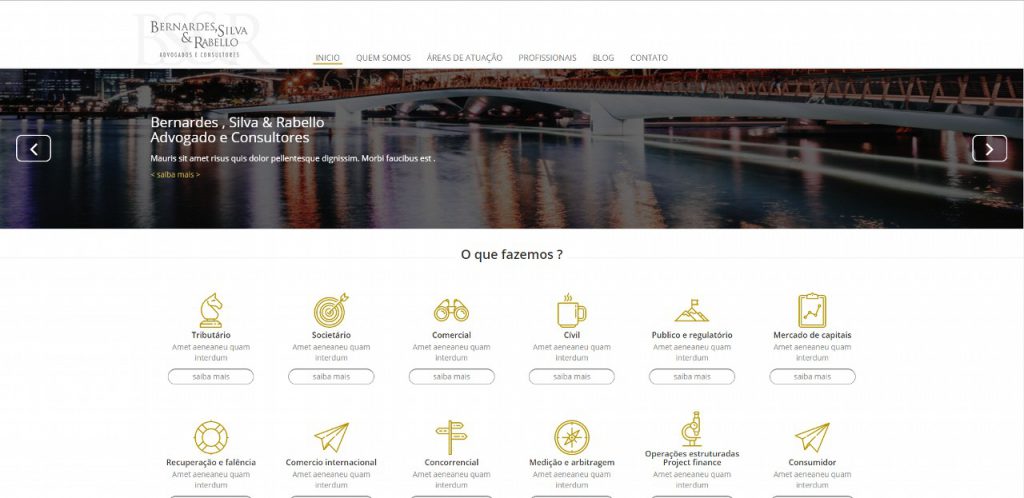 BERNARDES, SILVA
& RABELLO
ADVOGADOS E CONSULTORES
INICIO QUEM SOMOS ÁREAS DE ATUAÇÃO PROFISSIONAIS BLOG CONTATO
Bernardes , Silva & Rabello
Advogado e Consultores
Mauris sit amet risus quis dolor pellentesque dignissim. Morbi faucibus est .
< saiba mais >
O que fazemos ?
Tributário Societário Comercial Civil Publico e regulatório Mercado de capitais
Amet aeneaneu quam Amet aeneaneu quam Amet aeneaneu quam Amet aeneaneu quam Amet aeneaneu quam Amet aeneaneu quam
interdum interdum interdum interdum interdum interdum
saiba mais saiba mais saiba mais saiba mais saiba mais saiba mais
Recuperação e falência Comercio internacional Concorrencial Medição e arbitragem Operações estruturadas Consumidor
Project finance
Amet aeneaneu quam Amet aeneaneu quam Amet aeneaneu quam Amet aeneaneu quam Amet aeneaneu quam Amet aeneaneu quam
interdum interdum interdum interdum interdum interdum